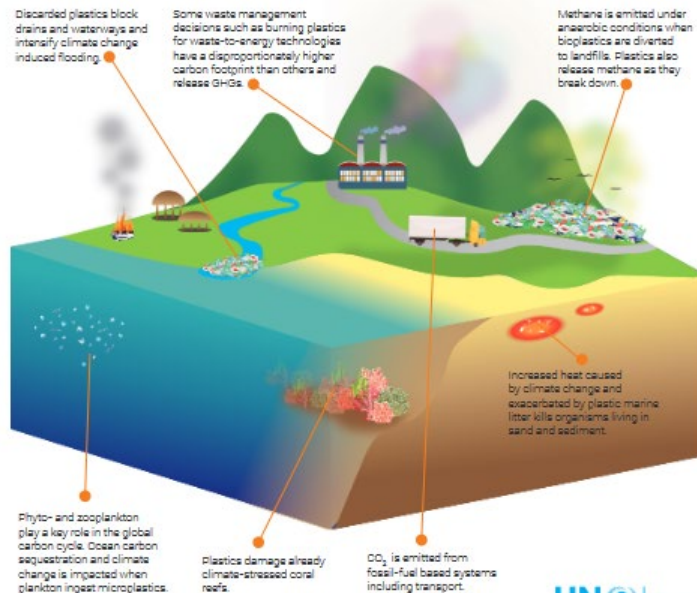 Discarded plastics block
drains and waterways and
intensify climate change
induced flooding.
Some waste management
decisions such as burning plastics
for waste-to-energy technologies
have a disproportionately higher
carbon footprint than others and
release GHGs.
Methane is emitted under
anaerobic conditions when
bioplastics are diverted
to landfills. Plastics also
release methane as they
break down.
Increased heat caused
by climate change and
exacerbated by plastic marine
litter kills organisms living in
sand and sediment.
Phyto- and zooplankton
play a key role in the global
carbon cycle. Ocean carbon
sequestration and climate
change is impacted when
plankton ingest microplastics.
Plastics damage already
climate-stressed coral
reefs.
CO₂ is emitted from
fossil-fuel based systems
including transport.